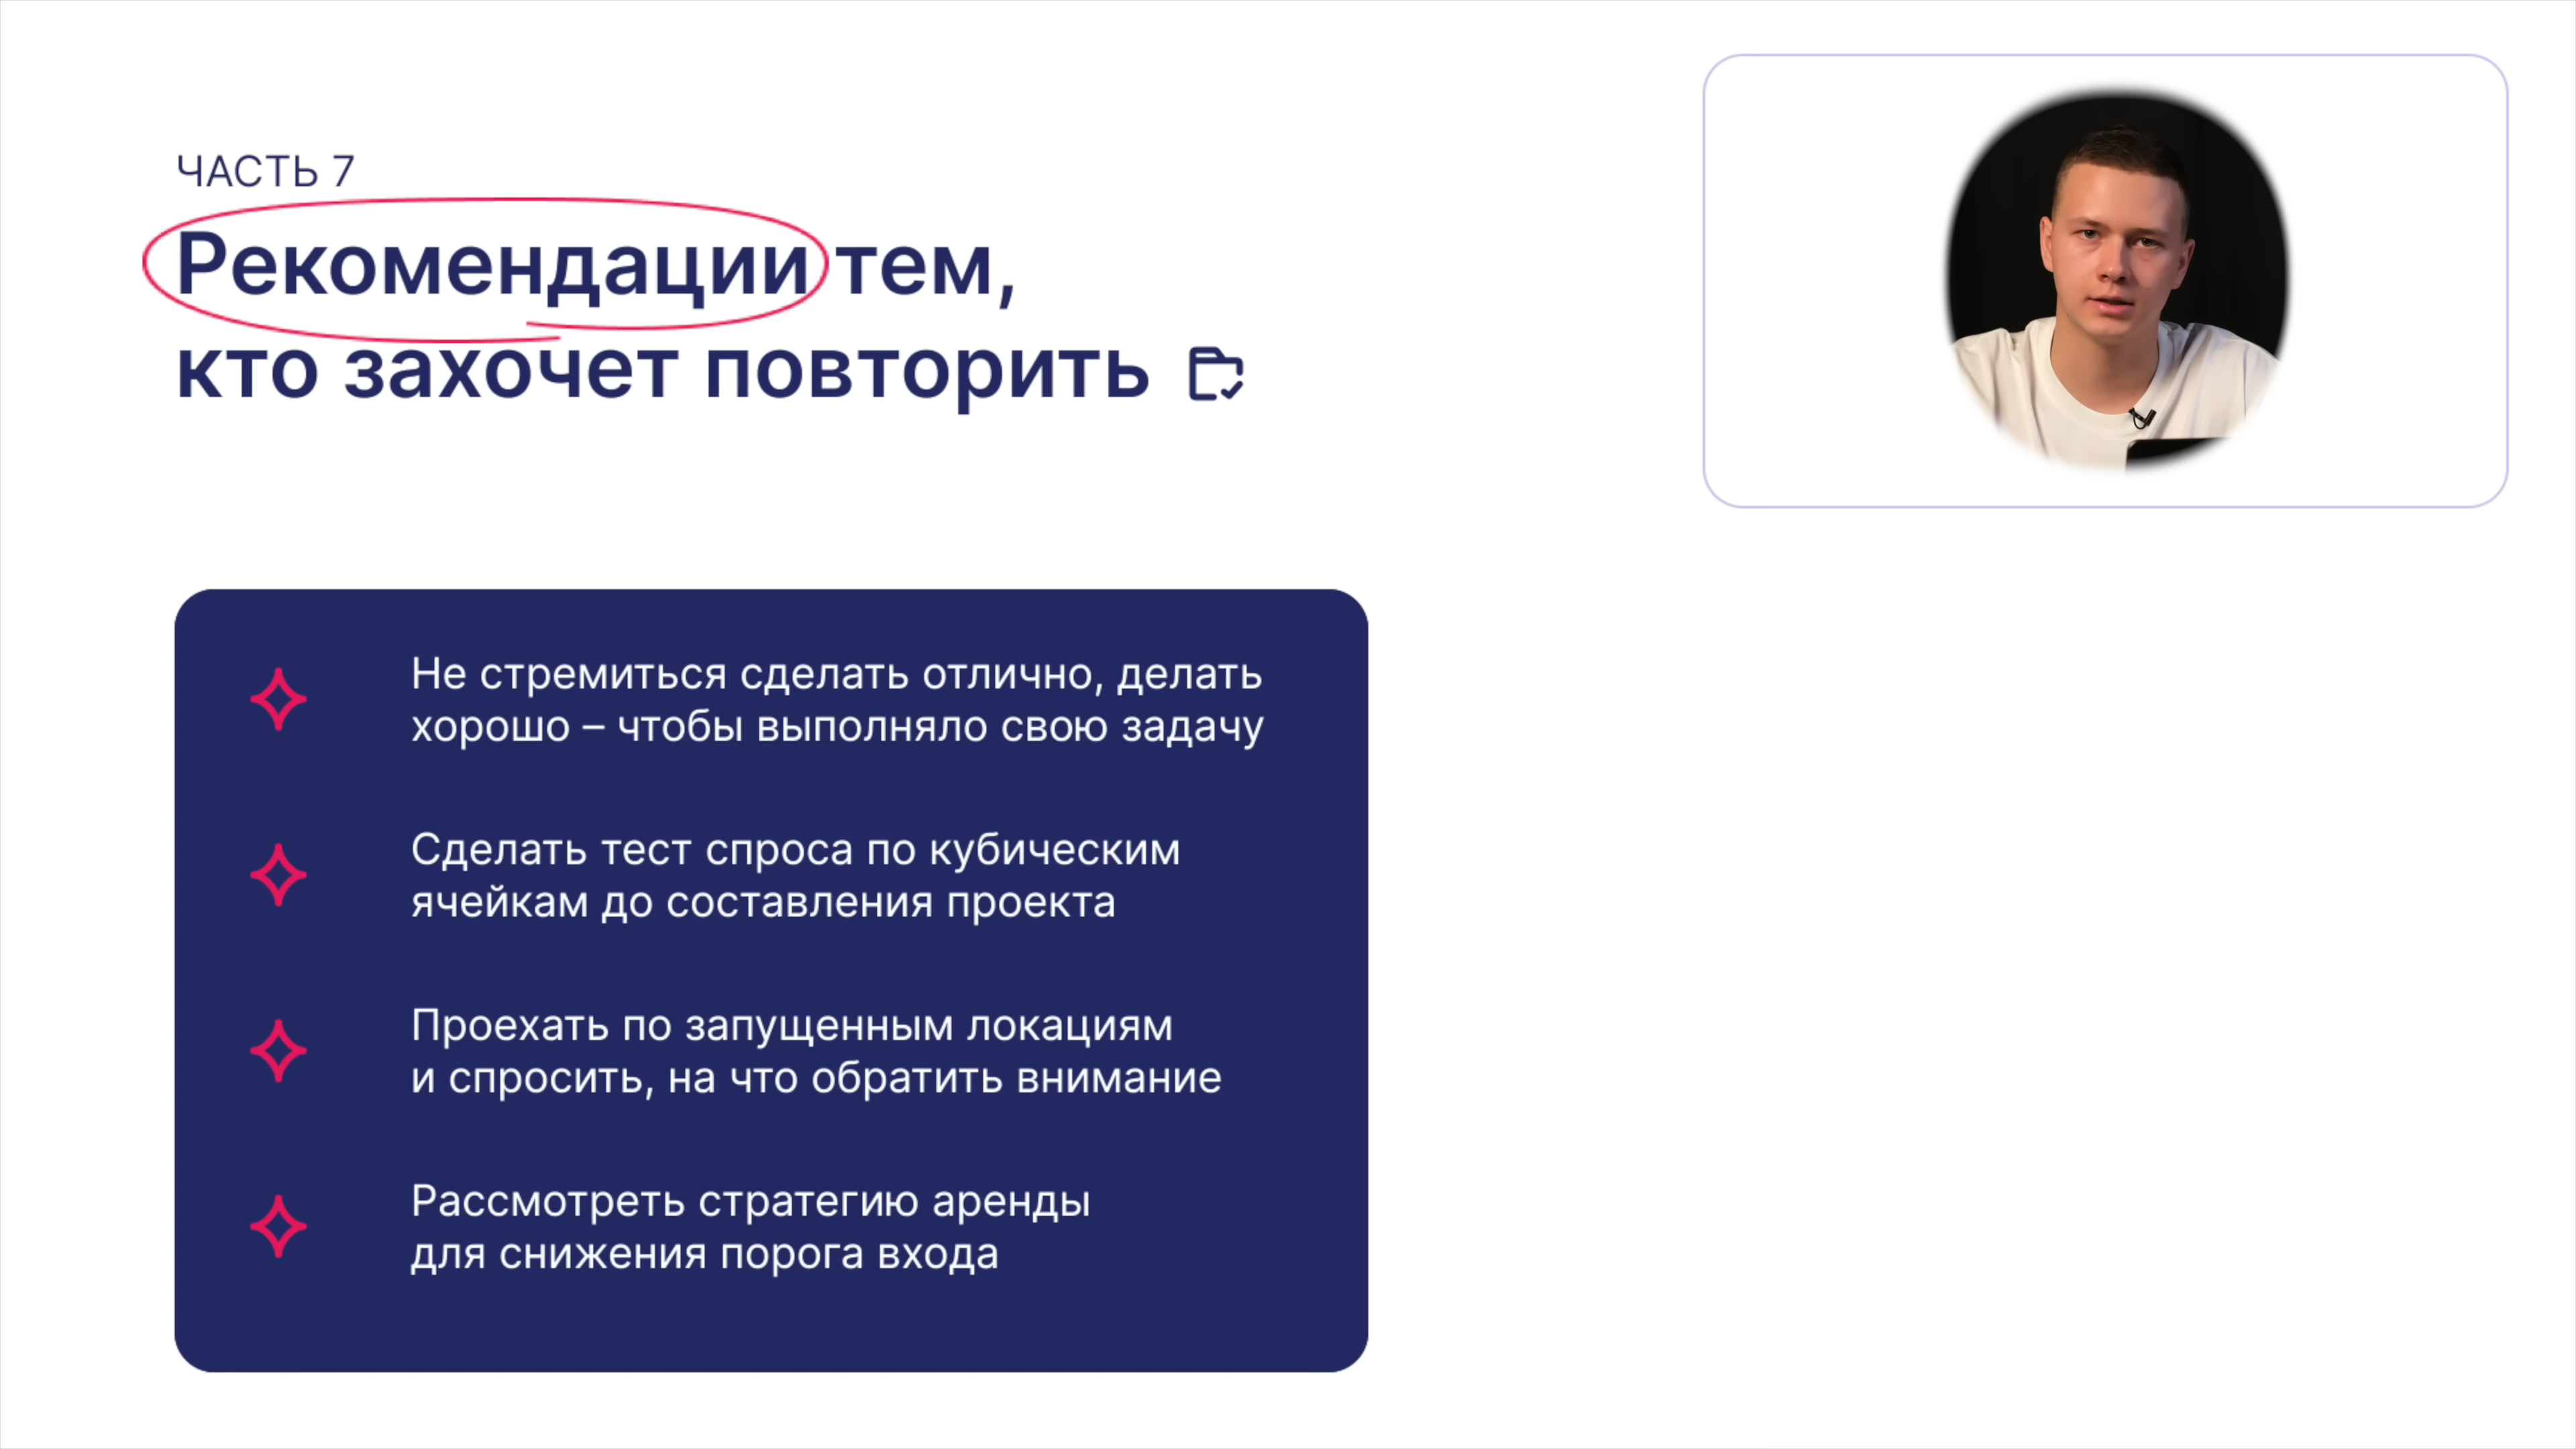 ЧАСТЬ 7
Рекомендации тем,
кто захочет повторить
Не стремиться сделать отлично, делать
хорошо – чтобы выполняло свою задачу
Сделать тест спроса по кубическим
ячейкам до составления проекта
Проехать по запущенным локациям
и спросить, на что обратить внимание
Рассмотреть стратегию аренды
для снижения порога входа